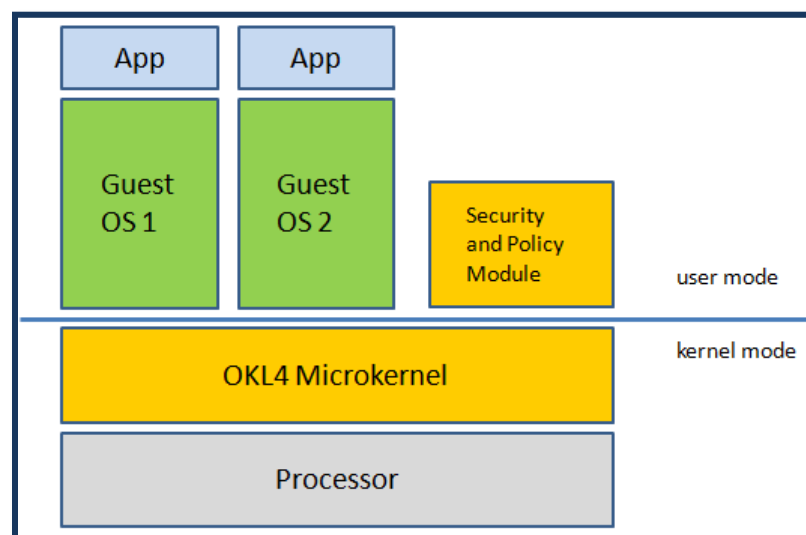 App
App
Guest
OS 1
Guest
OS 2
Security
and Policy
Module
user mode
kernel mode
OKL4 Microkernel
Processor